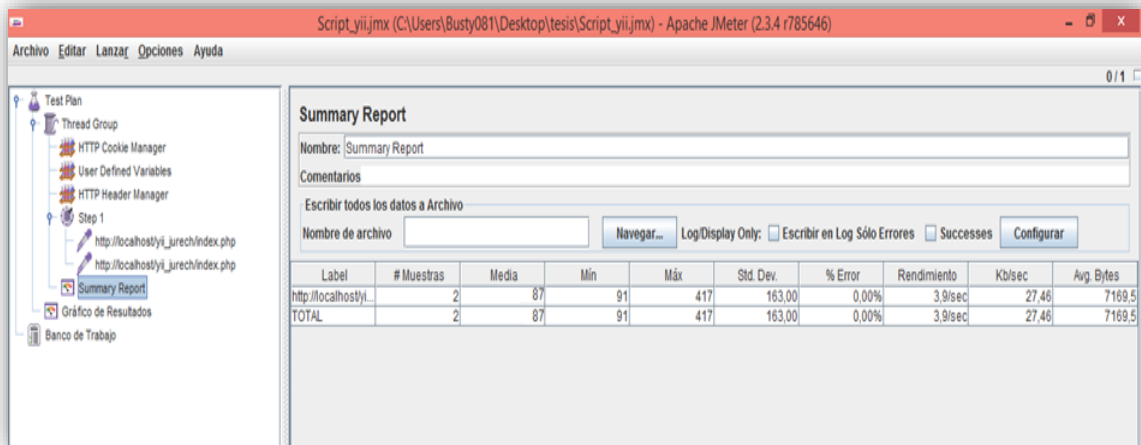 Script_yii.jmx (C:\Users\Busty081\Desktop\tesis\Script_yii.jmx) - Apache JMeter (2.3.4 r785646)
Archivo Editar Lanzar Opciones Ayuda
0 / 1
Test Plan
Thread Group
HTTP Cookie Manager
User Defined Variables
HTTP Header Manager
Step 1
http://localhost/yii_jurech/index.php
http://localhost/yii_jurech/index.php
Summary Report
Gráfico de Resultados
Banco de Trabajo
Summary Report
Nombre: Summary Report
Comentarios
Escribir todos los datos a Archivo
Nombre de archivo Navegar... Log/Display Only: Escribir en Log Sólo Errores Successes Configurar
Label # Muestras Media Mín Máx Std. Dev. % Error Rendimiento Kb/sec Avg. Bytes
http://localhost/yi... 2 87 91 417 163,00 0,00% 3,9/sec 27,46 7169,5
TOTAL 2 87 91 417 163,00 0,00% 3,9/sec 27,46 7169,5